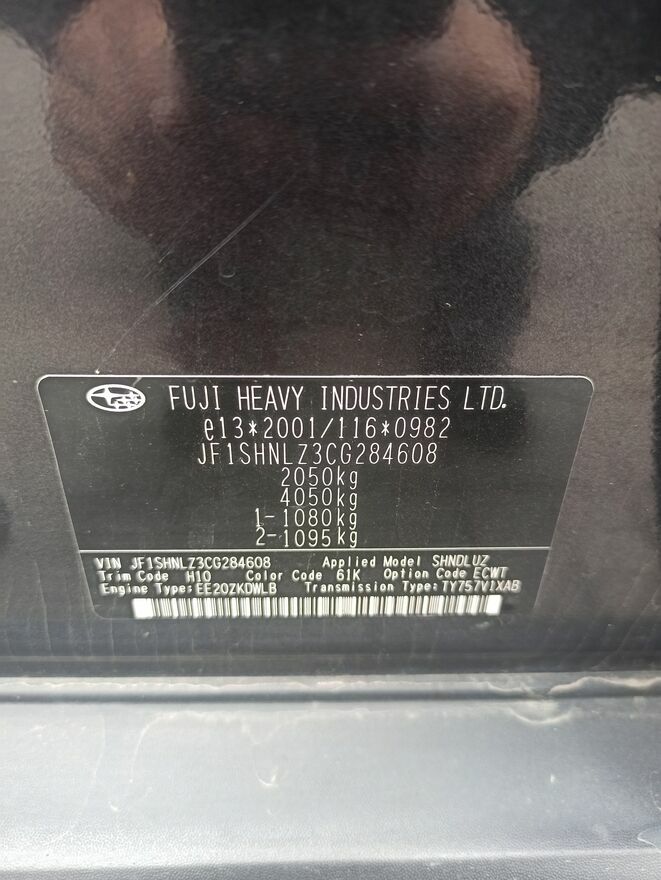 FUJI HEAVY INDUSTRIES LTD.
e13*2001/116*0982
JF1SHNLZ3CG284608
2050kg
4050kg
1-1080kg
2-1095kg
VIN JF1SHNLZ3CG284608 Applied Model SHNDLUZ
Trim Code H10 Color Code 61K Option Code ECWT
Engine Type:EE20ZKDWLB Transmission Type:TY757V1XAB